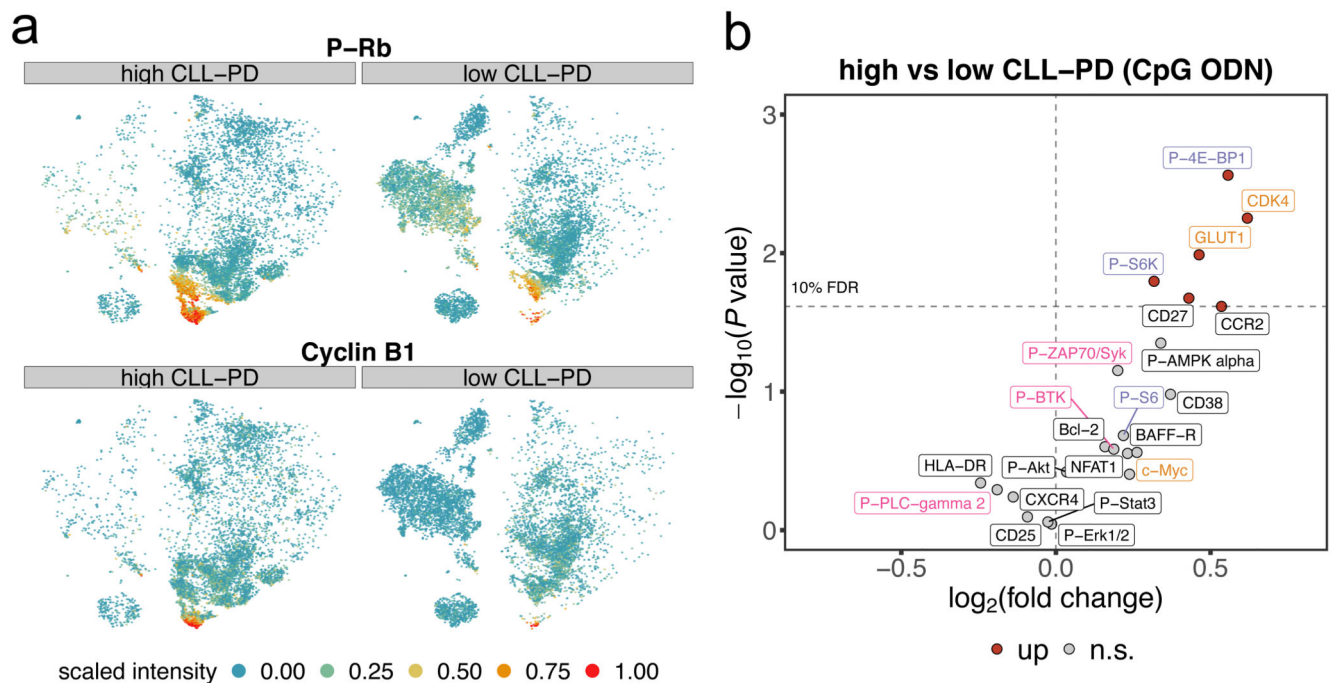 a
P–Rb
high CLL–PD
low CLL–PD
Cyclin B1
high CLL–PD
low CLL–PD
scaled intensity 0.00 0.25 0.50 0.75 1.00
b
high vs low CLL–PD (CpG ODN)
–log10(P value)
3
2
1
0
10% FDR
P–4E–BP1
CDK4
GLUT1
P–S6K
CD27
CCR2
P–ZAP70/Syk
P–AMPK alpha
P–BTK
P–S6
CD38
Bcl–2
BAFF–R
HLA–DR
P–Akt
NFAT1
c–Myc
P–PLC–gamma 2
CXCR4
P–Stat3
CD25
P–Erk1/2
−0.5
0.0
0.5
log2(fold change)
up n.s.